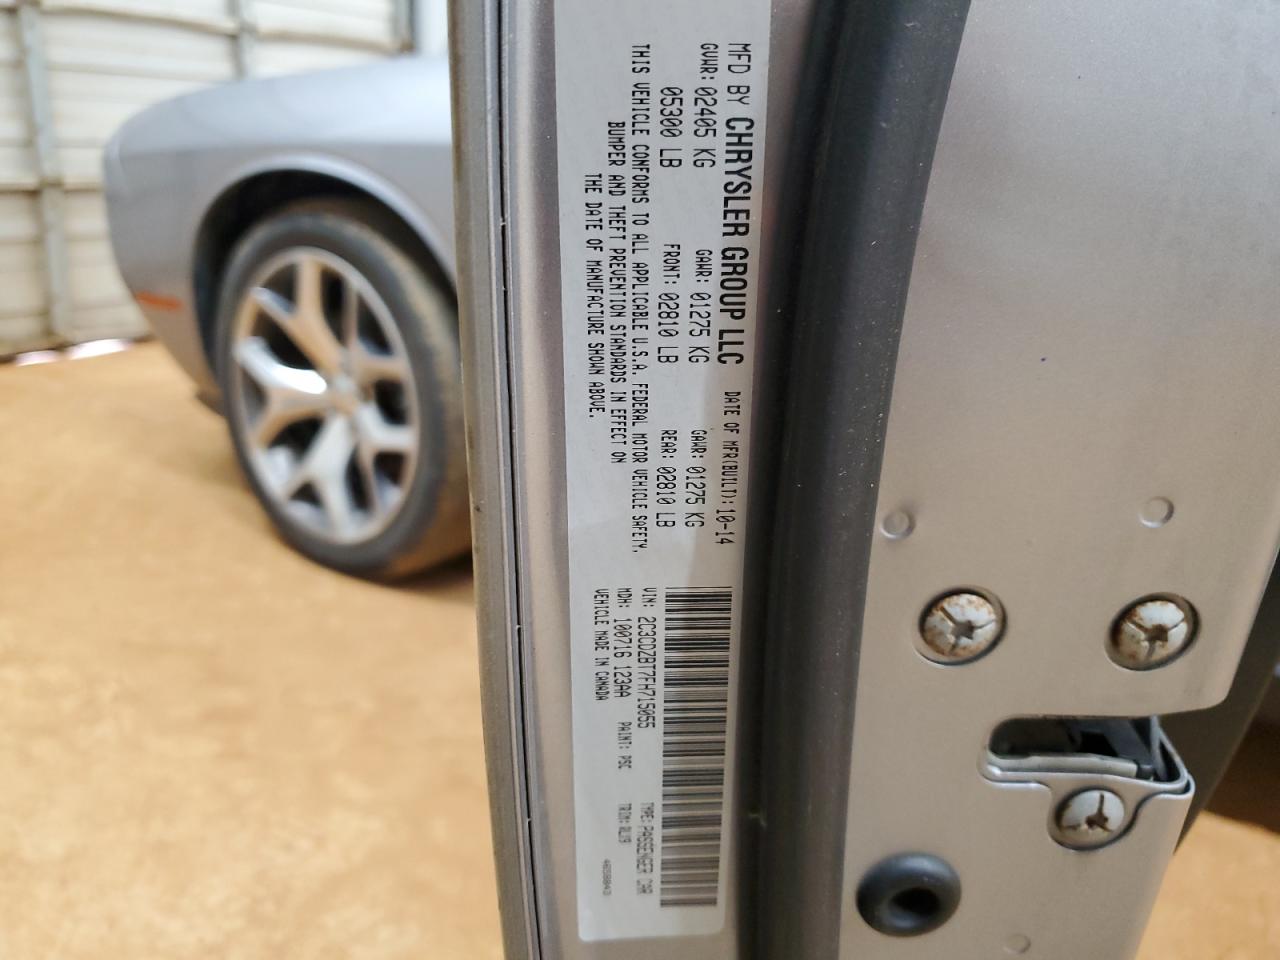 MFD BY CHRYSLER GROUP LLC DATE OF MFR(BUILT): 10-14
GVWR: 02405 KG GAWR: 01275 KG GAWR: 01275 KG
05300 LB FRONT: 02810 LB REAR: 02810 LB
THIS VEHICLE CONFORMS TO ALL APPLICABLE U.S.A. FEDERAL MOTOR VEHICLE SAFETY,
BUMPER AND THEFT PREVENTION STANDARDS IN EFFECT ON
THE DATE OF MANUFACTURE SHOWN ABOVE.
VIN: 2C3CDZBT7FH715055 TYPE: PASSENGER CAR
MDH: 100716 123AA PAINT: PSC TRIM: ALX9
VEHICLE MADE IN CANADA